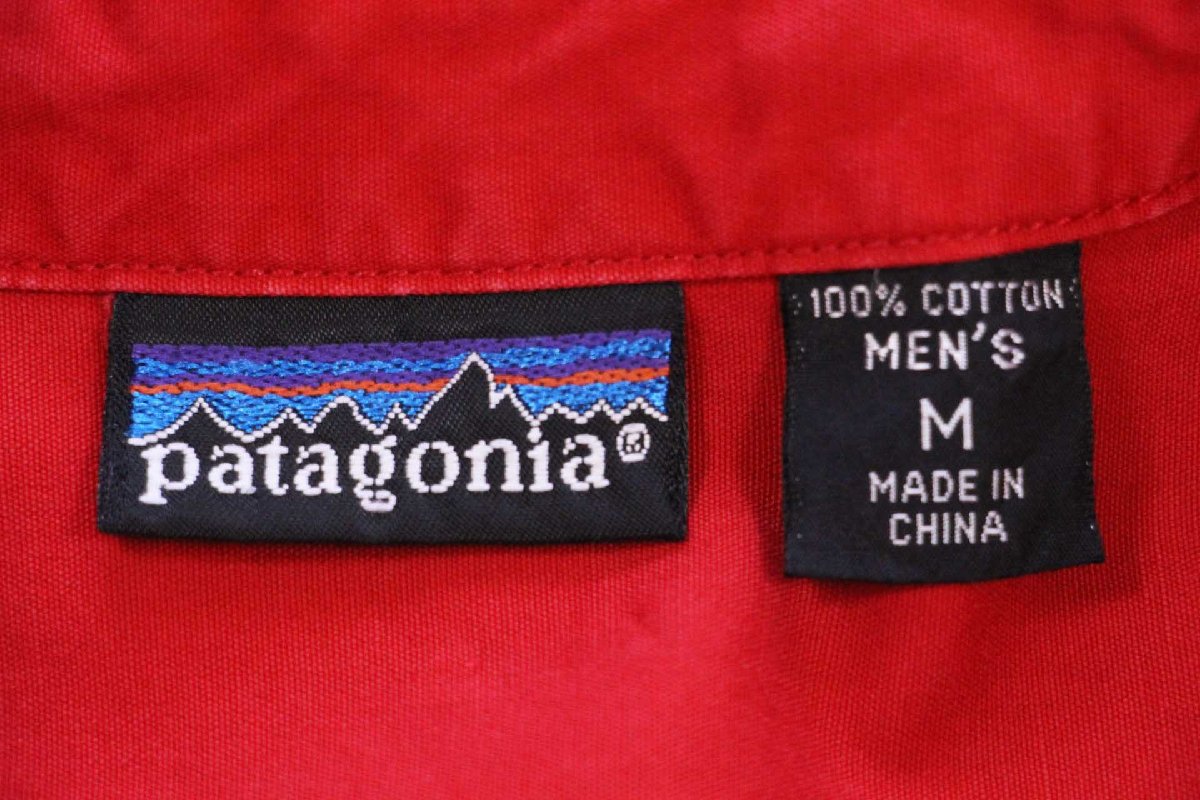 patagonia®
100% COTTON
MEN'S
M
MADE IN
CHINA